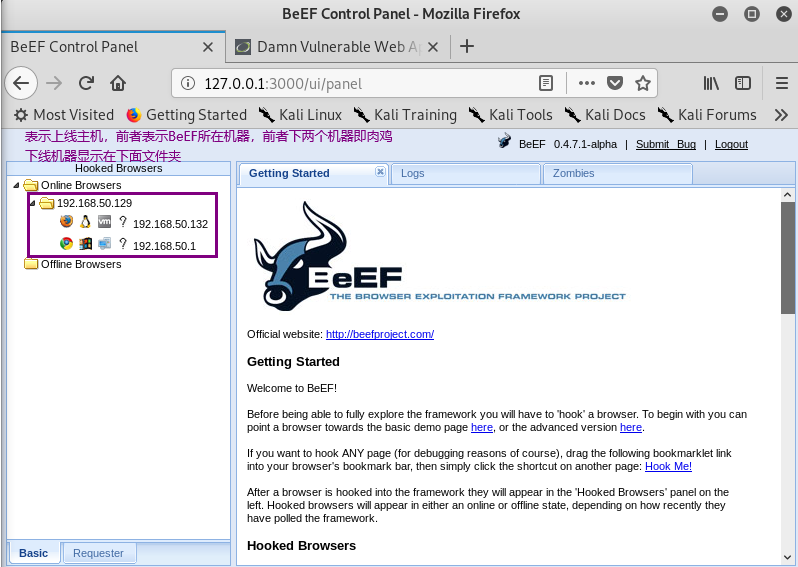 BeEF Control Panel - Mozilla Firefox
BeEF Control Panel
Damn Vulnerable Web A
127.0.0.1:3000/ui/panel
Most Visited Getting Started Kali Linux Kali Training Kali Tools Kali Docs Kali Forums
表示上线主机，前者表示BeEF所在机器，前者下两个机器即肉鸡
下线机器显示在下面文件夹
BeEF 0.4.7.1-alpha | Submit Bug | Logout
Hooked Browsers
Online Browsers
192.168.50.129
vm ? 192.168.50.132
? 192.168.50.1
Offline Browsers
Basic Requester
Getting Started Logs Zombies
BeEF
THE BROWSER EXPLOITATION FRAMEWORK PROJECT
Official website: http://beefproject.com/
Getting Started
Welcome to BeEF!
Before being able to fully explore the framework you will have to 'hook' a browser. To begin with you can
point a browser towards the basic demo page here, or the advanced version here.
If you want to hook ANY page (for debugging reasons of course), drag the following bookmarklet
link into your browser's bookmark bar, then simply click the shortcut on another page: Hook Me!
After a browser is hooked into the framework they will appear in the 'Hooked Browsers' panel on the
left. Hooked browsers will appear in either an online or offline state, depending on how recently they
have polled the framework.
Hooked Browsers